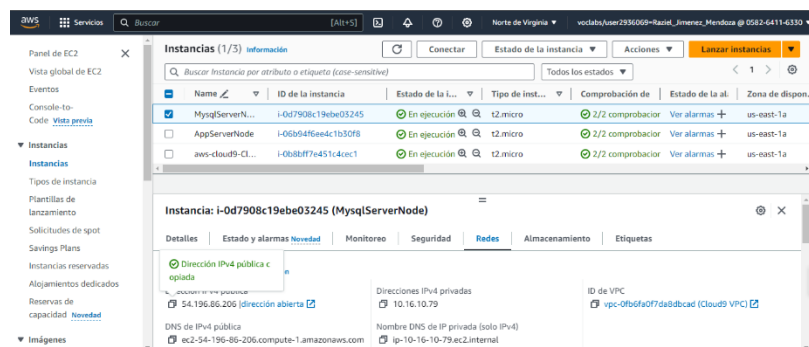 aws
Servicios
Buscar
[Alt+S]
Norte de Virginia
voclabs/user2936069=Raziel_Jimenez_Mendoza @ 0582-6411-6330
Panel de EC2
Vista global de EC2
Eventos
Console-to-
Code Vista previa
Instancias
Instancias
Tipos de instancia
Plantillas de
lanzamiento
Solicitudes de spot
Savings Plans
Instancias reservadas
Alojamientos dedicados
Reservas de
capacidad Novedad
Imágenes
Instancias (1/3) Información
Conectar
Estado de la instancia
Acciones
Lanzar instancias
Buscar Instancia por atributo o etiqueta (case-sensitive)
Todos los estados
1
Name ID de la instancia Estado de la i... Tipo de inst... Comprobación de Estado de la al: Zona de dispon.
MysqlServerN... i-0d7908c19ebe03245 En ejecución t2.micro 2/2 comprobacior Ver alarmas + us-east-1a
AppServerNode i-06b94f6ee4c1b30f8 En ejecución t2.micro 2/2 comprobacior Ver alarmas + us-east-1a
aws-cloud9-Cl... i-0b8bff7e451c4cec1 En ejecución t2.micro 2/2 comprobacior Ver alarmas + us-east-1a
Instancia: i-0d7908c19ebe03245 (MysqlServerNode)
Detalles Estado y alarmas Novedad Monitoreo Seguridad Redes Almacenamiento Etiquetas
Dirección IPv4 pública c
opiada
Direcciones IPv4 privadas
ID de VPC
54.196.86.206 |dirección abierta
10.16.10.79
vpc-0fb6fa0f7da8dbcad (Cloud9 VPC)
DNS de IPv4 pública
Nombre DNS de IP privada (solo IPv4)
ec2-54-196-86-206.compute-1.amazonaws.com
ip-10-16-10-79.ec2.internal